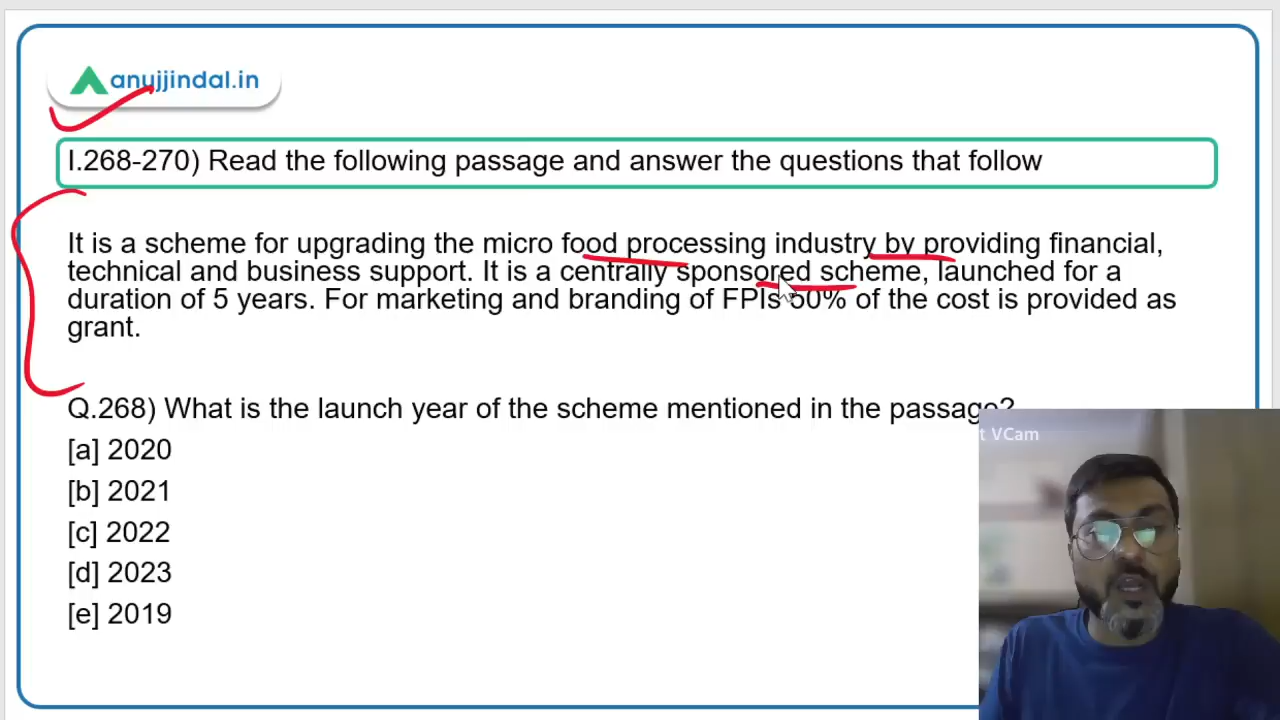 anujjindal.in
I.268-270) Read the following passage and answer the questions that follow
It is a scheme for upgrading the micro food processing industry by providing financial,
technical and business support. It is a centrally sponsored scheme, launched for a
duration of 5 years. For marketing and branding of FPIs 50% of the cost is provided as
grant.
Q.268) What is the launch year of the scheme mentioned in the passage?
t VCam
[a] 2020
[b] 2021
[c] 2022
[d] 2023
[e] 2019